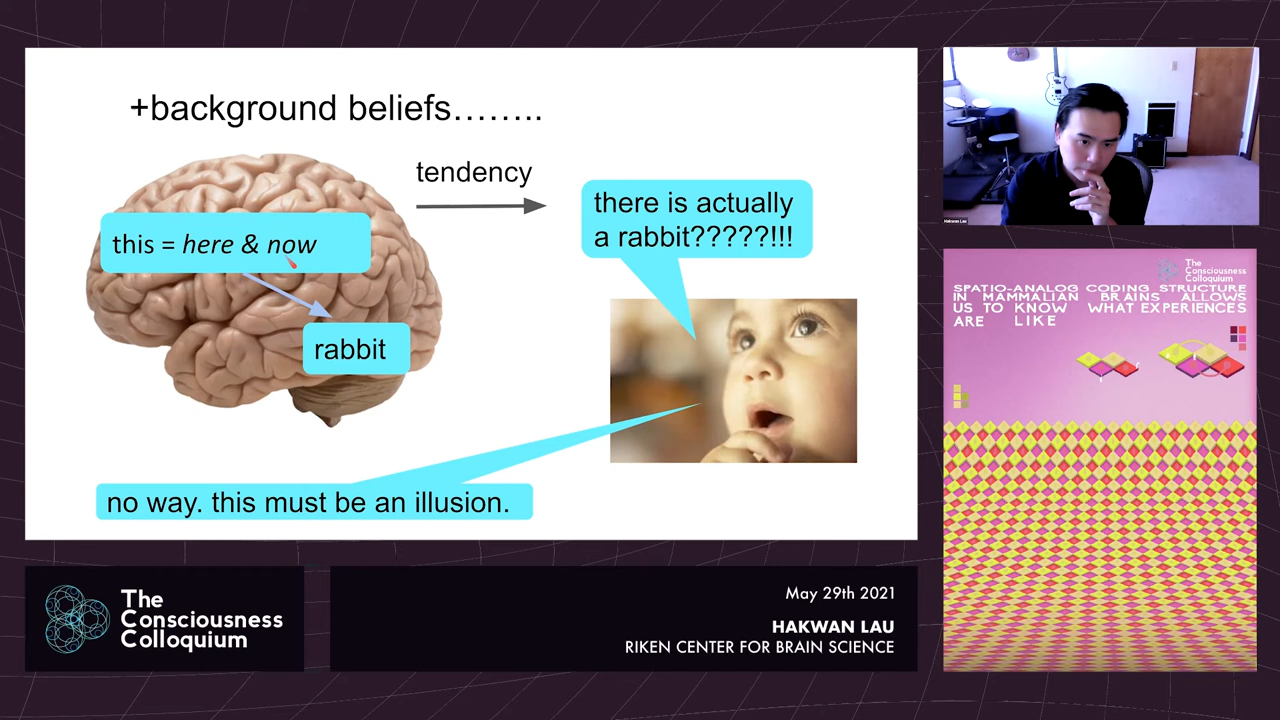 +background beliefs……..
tendency
there is actually
a rabbit?????!!!
this = here & now
rabbit
no way. this must be an illusion.
Hakwan Lau
The
Consciousness
Colloquium
SPATIO-ANALOG CODING STRUCTURE
IN MAMMALIAN BRAINS ALLOWS
US TO KNOW WHAT EXPERIENCES
ARE LIKE
The
Consciousness
Colloquium
May 29th 2021
HAKWAN LAU
RIKEN CENTER FOR BRAIN SCIENCE